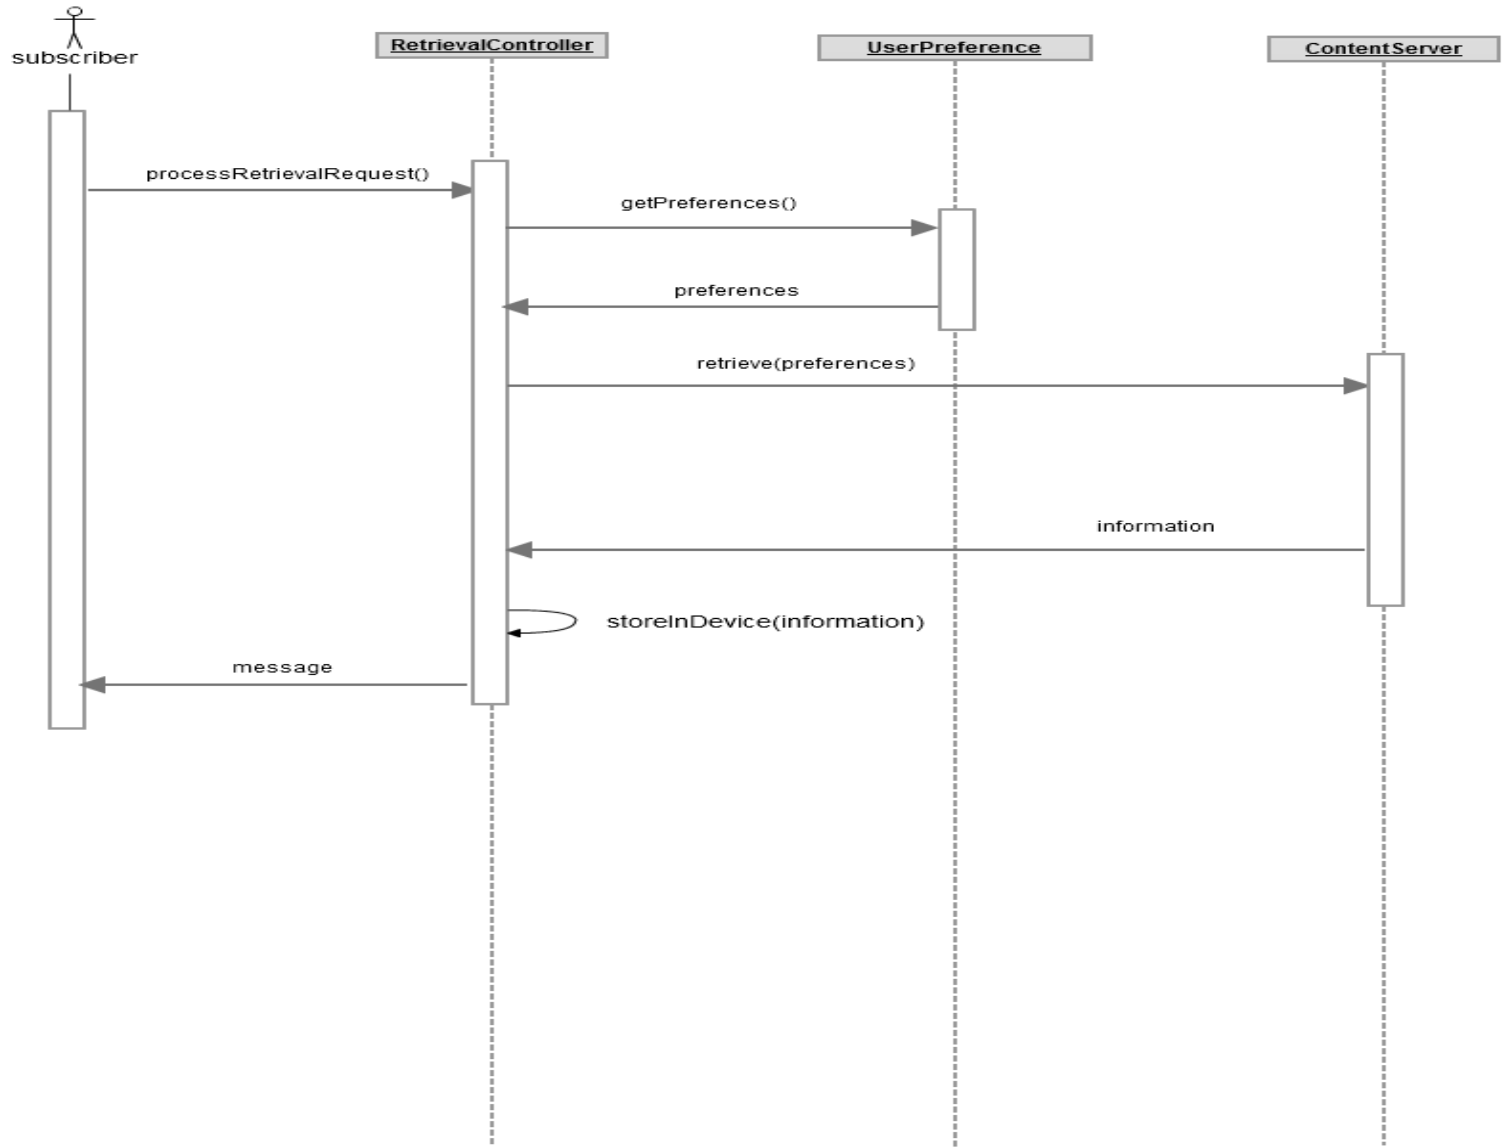 subscriber
RetrievalController
UserPreference
ContentServer
processRetrievalRequest()
getPreferences()
preferences
retrieve(preferences)
information
storeInDevice(information)
message